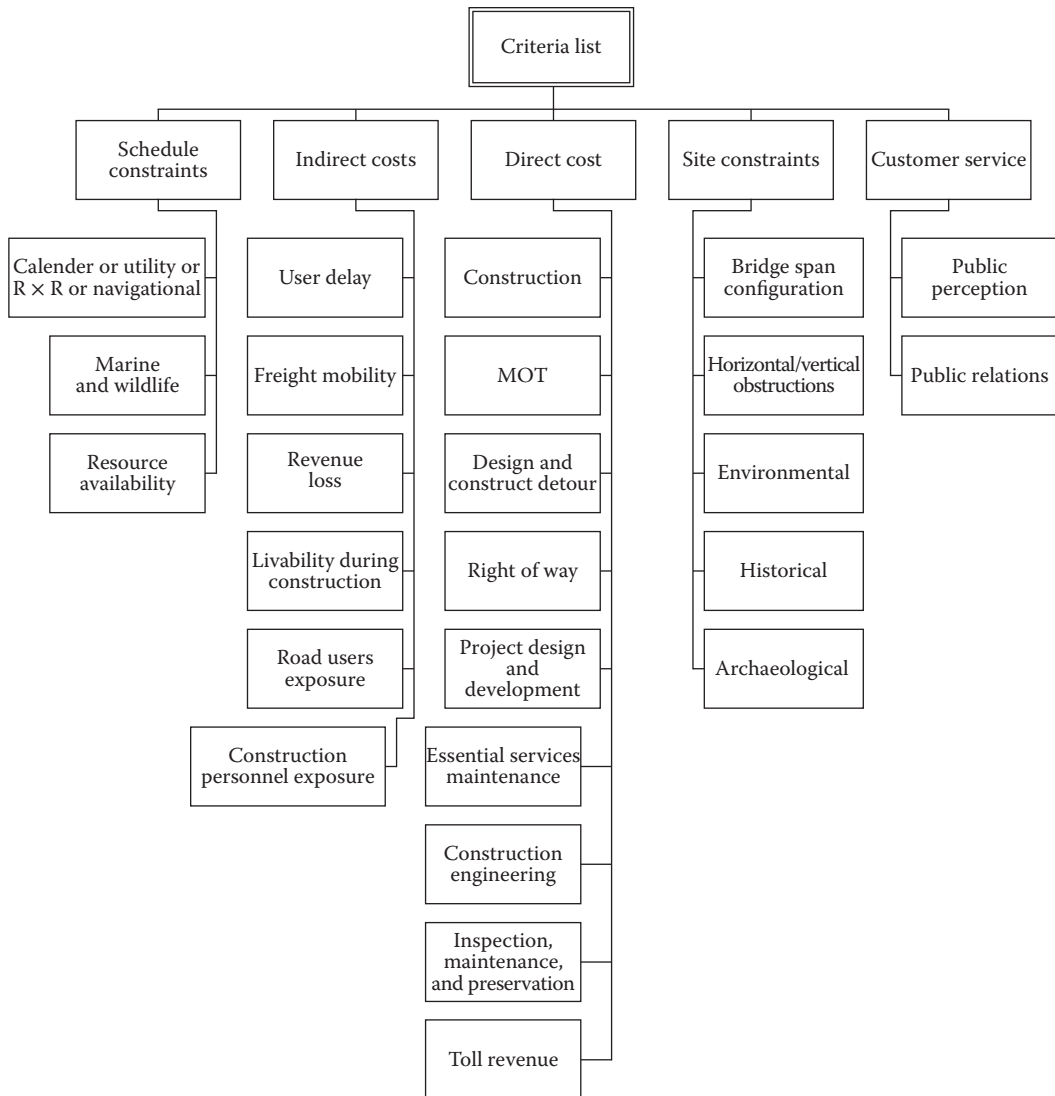 Criteria list
Schedule
constraints
Indirect costs
Direct cost
Site constraints
Customer service
Calender or utility or
R × R or navigational
Marine
and wildlife
Resource
availability
User delay
Freight mobility
Revenue
loss
Livability during
construction
Road users
exposure
Construction
personnel exposure
Construction
MOT
Design and
construct detour
Right of way
Project design
and
development
Essential services
maintenance
Construction
engineering
Inspection,
maintenance,
and preservation
Toll revenue
Bridge span
configuration
Horizontal/vertical
obstructions
Environmental
Historical
Archaeological
Public
perception
Public relations